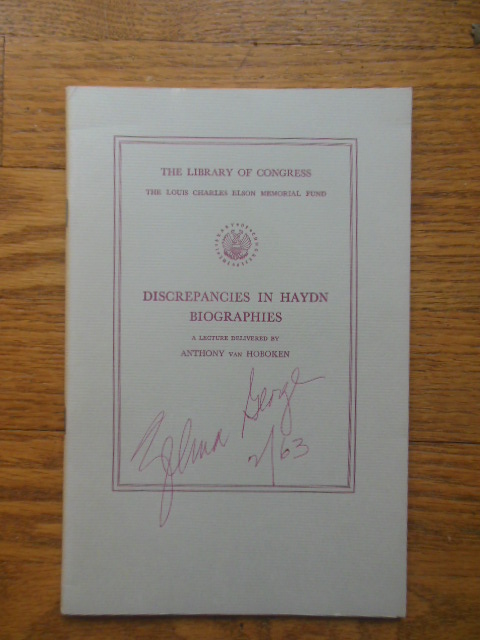 THE LIBRARY OF CONGRESS
THE LOUIS CHARLES ELSON MEMORIAL FUND
DISCREPANCIES IN HAYDN
BIOGRAPHIES
A LECTURE DELIVERED BY
ANTHONY VAN HOBOKEN
Zelma George
2/63